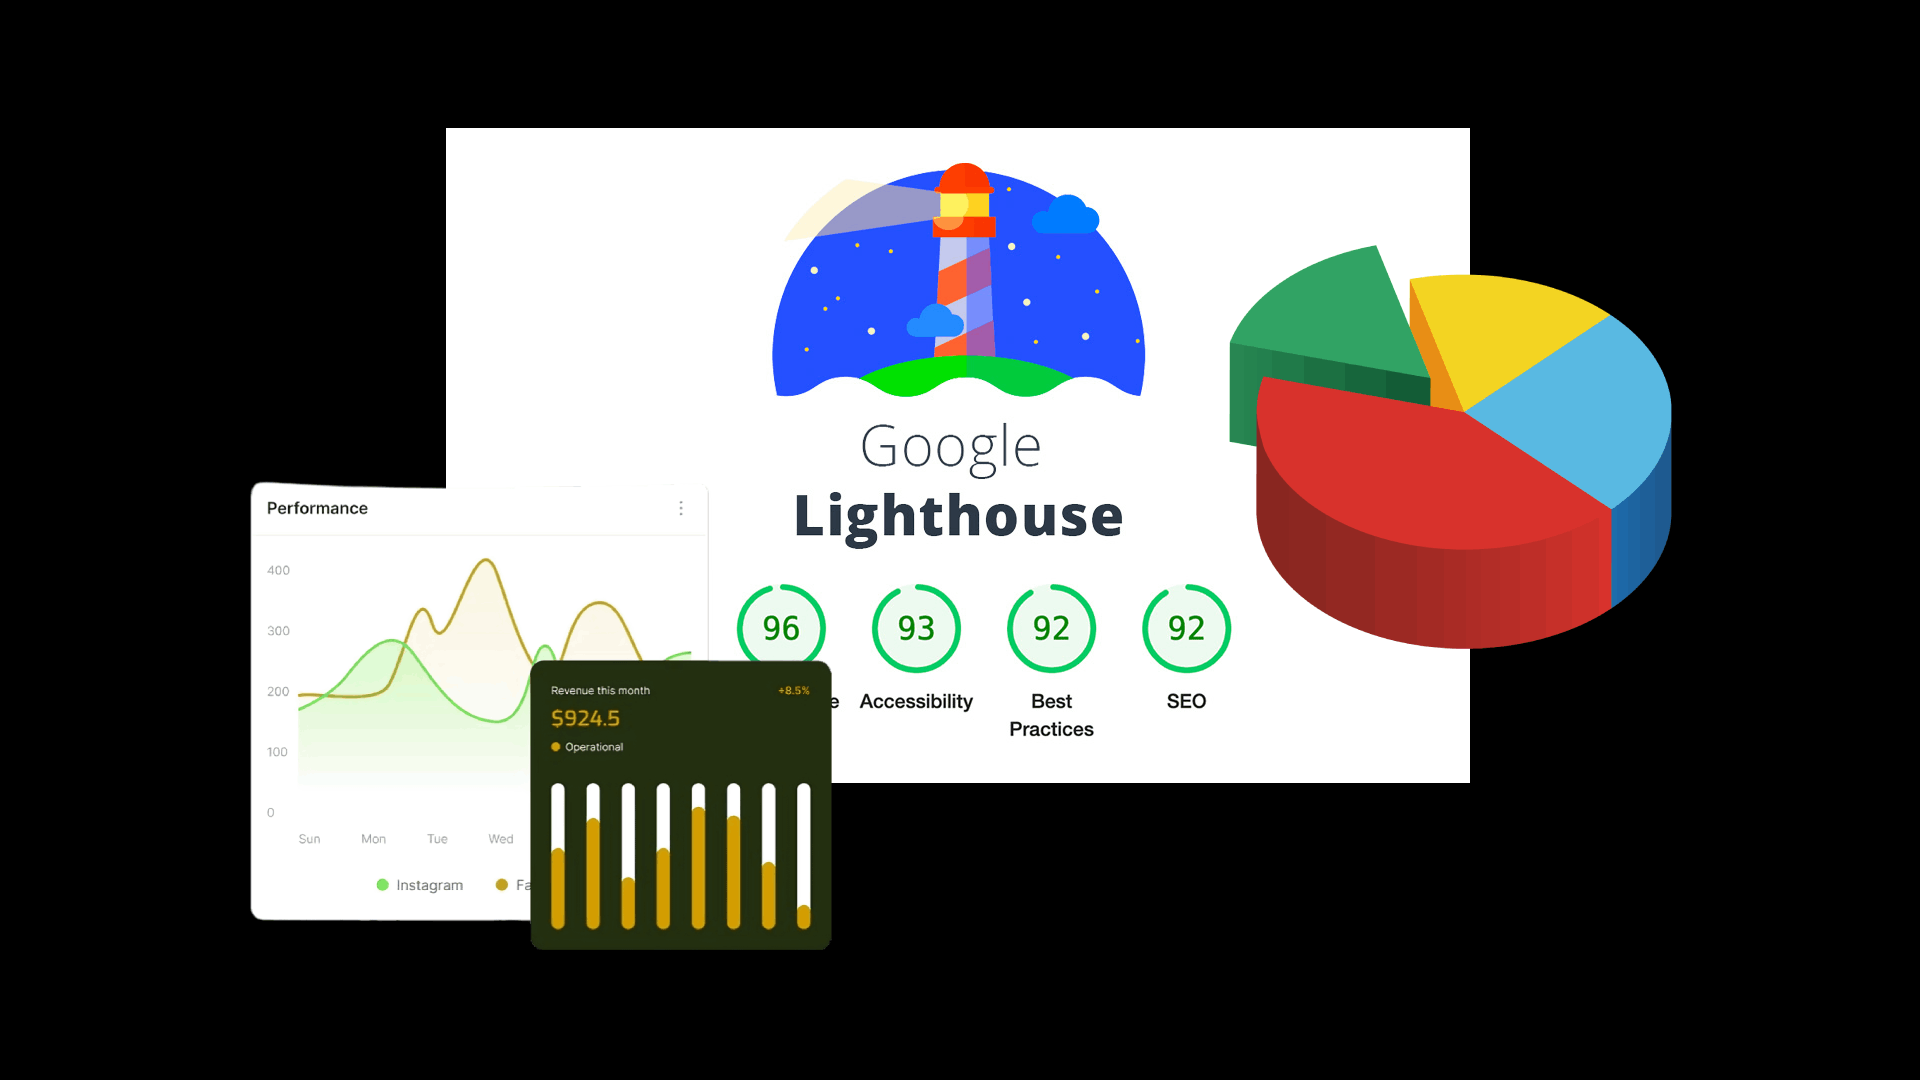 Google
Lighthouse
96 93 92 92
Accessibility
Best
Practices
SEO
Performance
400
300
200
100
0
Sun Mon Tue Wed
Instagram
Revenue this month +8.5%
$924.5
Operational